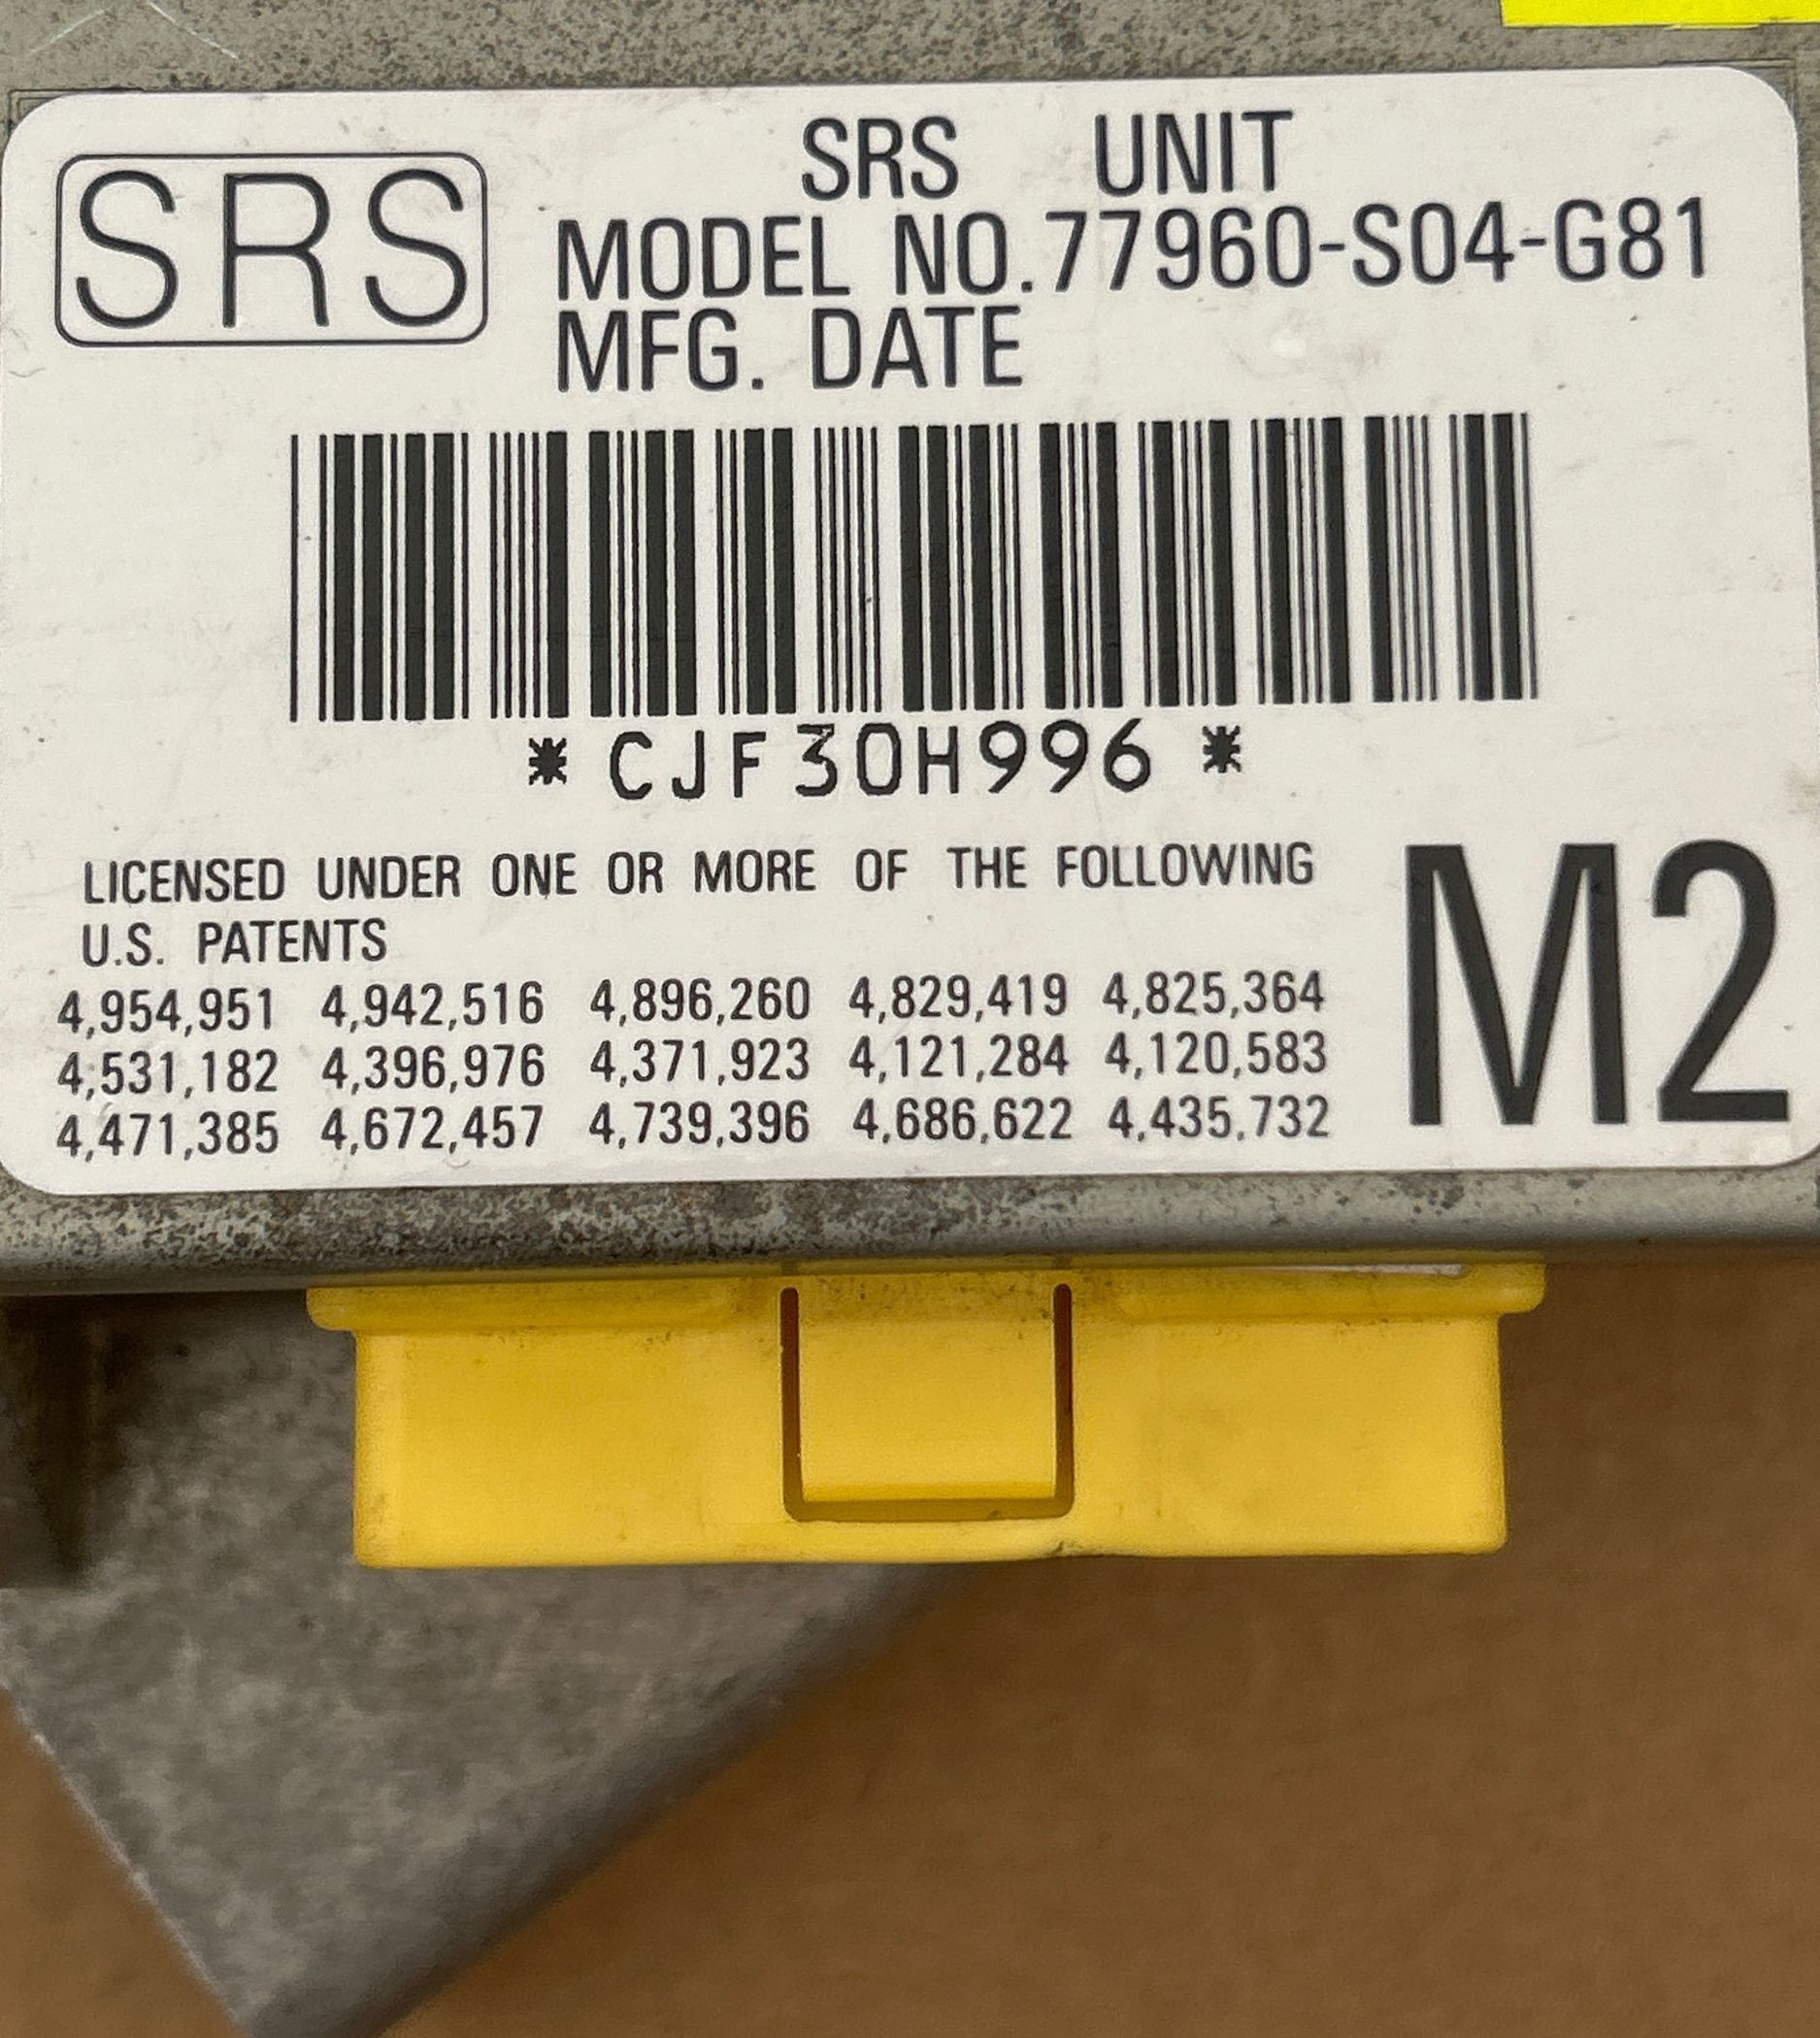 SRS
SRS UNIT
MODEL NO.77960-S04-G81
MFG. DATE
*CJF30H996*
LICENSED UNDER ONE OR MORE OF THE FOLLOWING
U.S. PATENTS
4,954,951 4,942,516 4,896,260 4,829,419 4,825,364
4,531,182 4,396,976 4,371,923 4,121,284 4,120,583
4,471,385 4,672,457 4,739,396 4,686,622 4,435,732
M2